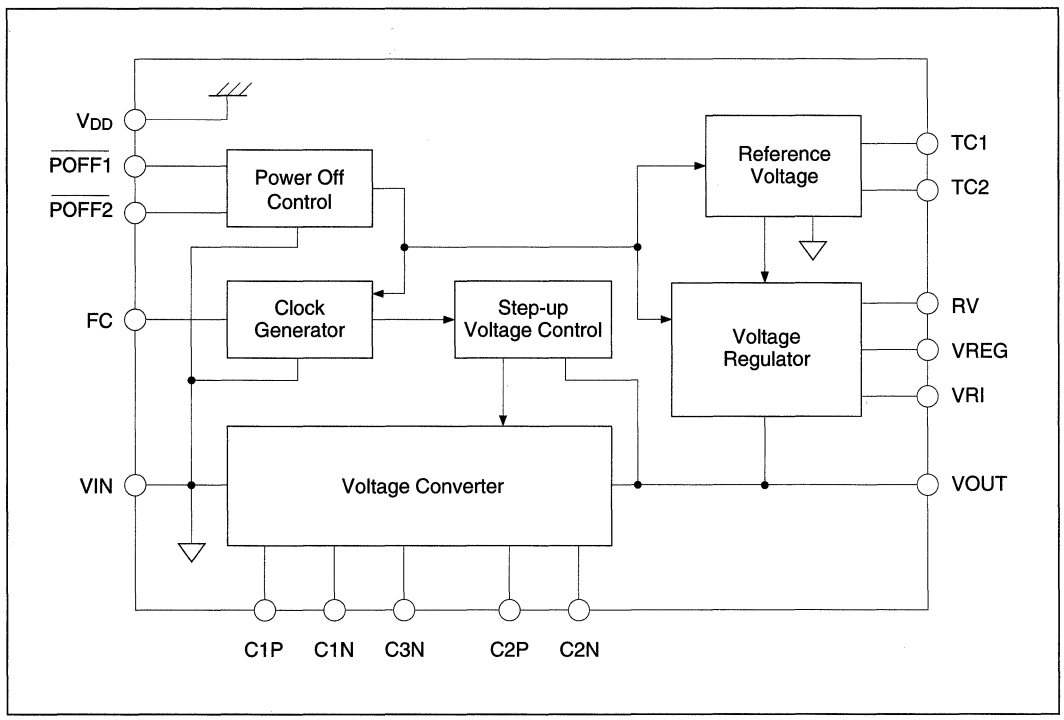 VDD
POFF1
POFF2
Power Off
Control
FC
Clock
Generator
Step-up
Voltage Control
Reference
Voltage
TC1
TC2
Voltage
Regulator
RV
VREG
VRI
VIN
Voltage Converter
VOUT
C1P
C1N
C3N
C2P
C2N